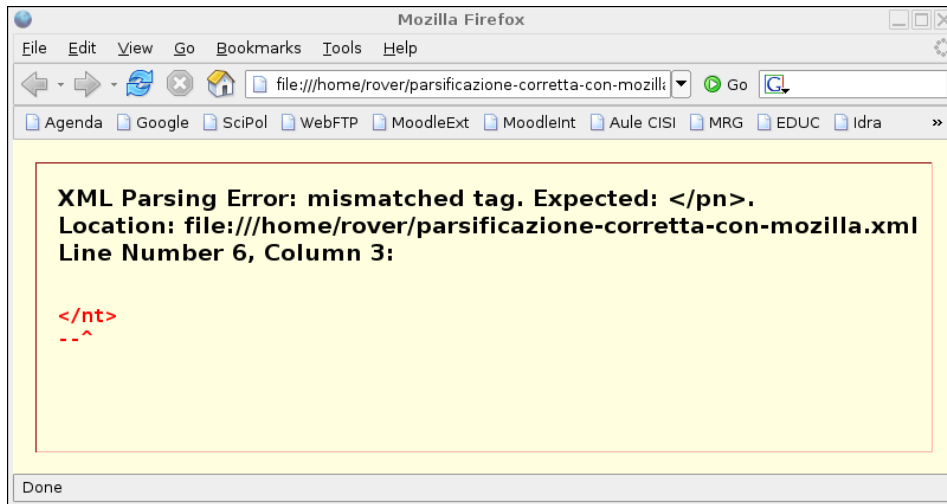 Mozilla Firefox
File Edit View Go Bookmarks Tools Help
file:///home/rover/parsificazione-corretta-con-mozilla Go G
Agenda Google SciPol WebFTP MoodleExt MoodleInt Aule CISI MRG EDUC Idra »
XML Parsing Error: mismatched tag. Expected: </pn>.
Location: file:///home/rover/parsificazione-corretta-con-mozilla.xml
Line Number 6, Column 3:
</nt>
--^
Done